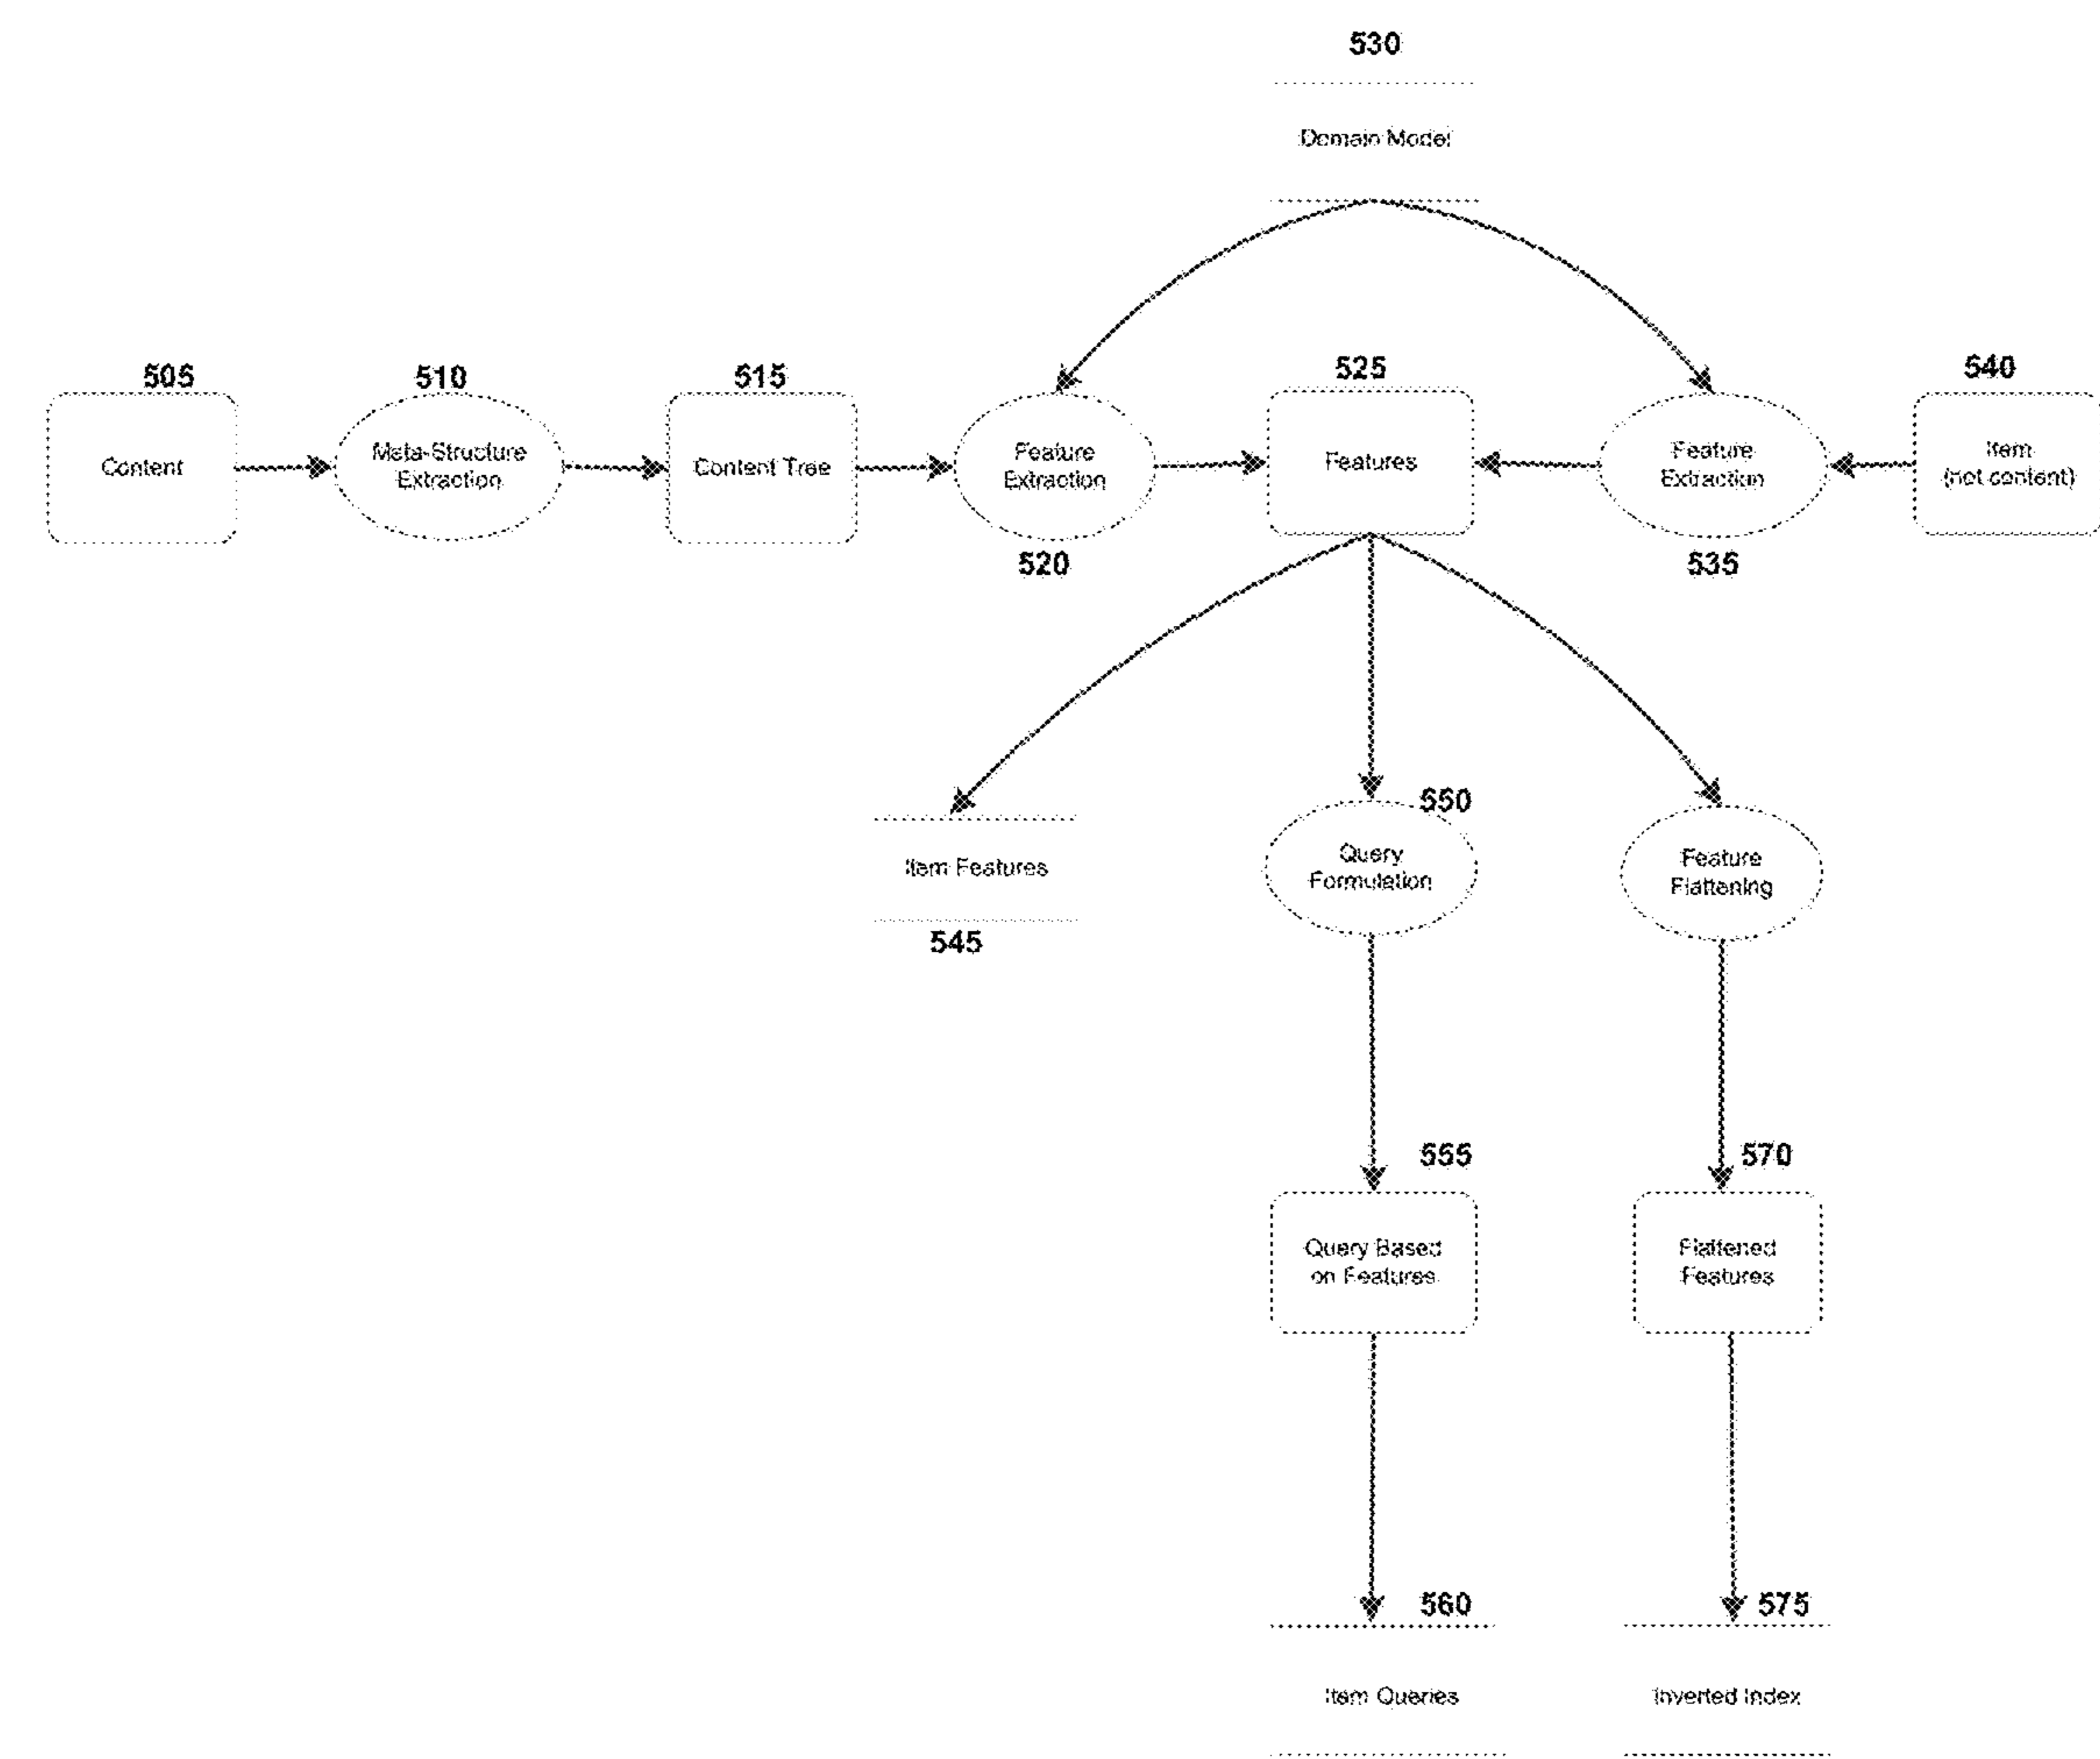 530
Domain Model
505
510
515
525
540
Content
Meta-Structure
Extraction
Content Tree
Feature
Extraction
Features
Feature
Extraction
Item
(not content)
520
535
550
Item Features
Query
Formulation
Feature
Flattening
545
555
570
Query Based
on Features
Flattened
Features
560
575
Item Queries
Inverted Index